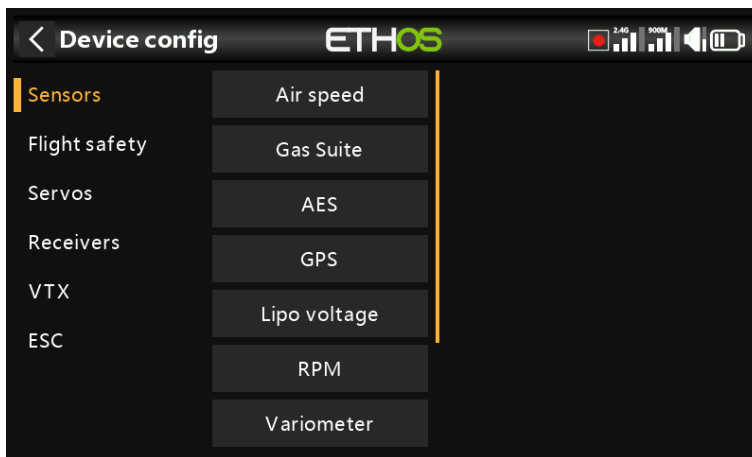 Device config
ETHOS
2.4G
900M
Sensors
Flight safety
Servos
Receivers
VTX
ESC
Air speed
Gas Suite
AES
GPS
Lipo voltage
RPM
Variometer